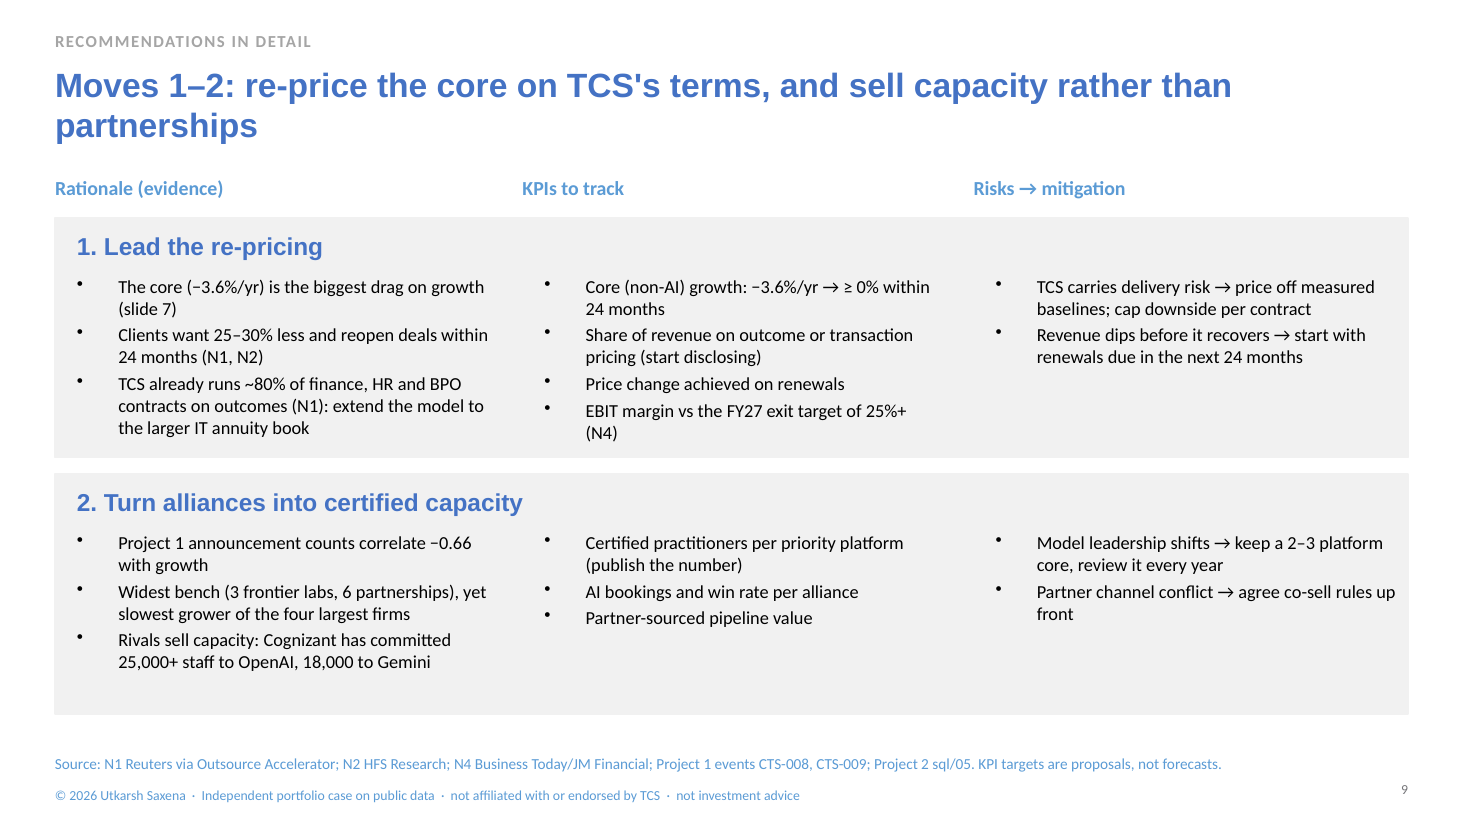 RECOMMENDATIONS IN DETAIL
Moves 1–2: re-price the core on TCS's terms, and sell capacity rather than
partnerships
Rationale (evidence)
KPIs to track
Risks → mitigation
1. Lead the re-pricing
• The core (−3.6%/yr) is the biggest drag on growth
(slide 7)
• Clients want 25–30% less and reopen deals within
24 months (N1, N2)
• TCS already runs ~80% of finance, HR and BPO
contracts on outcomes (N1): extend the model to
the larger IT annuity book
• Core (non-AI) growth: −3.6%/yr → ≥ 0% within
24 months
• Share of revenue on outcome or transaction
pricing (start disclosing)
• Price change achieved on renewals
• EBIT margin vs the FY27 exit target of 25%+
(N4)
• TCS carries delivery risk → price off measured
baselines; cap downside per contract
• Revenue dips before it recovers → start with
renewals due in the next 24 months
2. Turn alliances into certified capacity
• Project 1 announcement counts correlate −0.66
with growth
• Widest bench (3 frontier labs, 6 partnerships), yet
slowest grower of the four largest firms
• Rivals sell capacity: Cognizant has committed
25,000+ staff to OpenAI, 18,000 to Gemini
• Certified practitioners per priority platform
(publish the number)
• AI bookings and win rate per alliance
• Partner-sourced pipeline value
• Model leadership shifts → keep a 2–3 platform
core, review it every year
• Partner channel conflict → agree co-sell rules up
front
Source: N1 Reuters via Outsource Accelerator; N2 HFS Research; N4 Business Today/JM Financial; Project 1 events CTS-008, CTS-009; Project 2 sql/05. KPI targets are proposals, not forecasts.
© 2026 Utkarsh Saxena · Independent portfolio case on public data · not affiliated with or endorsed by TCS · not investment advice
9